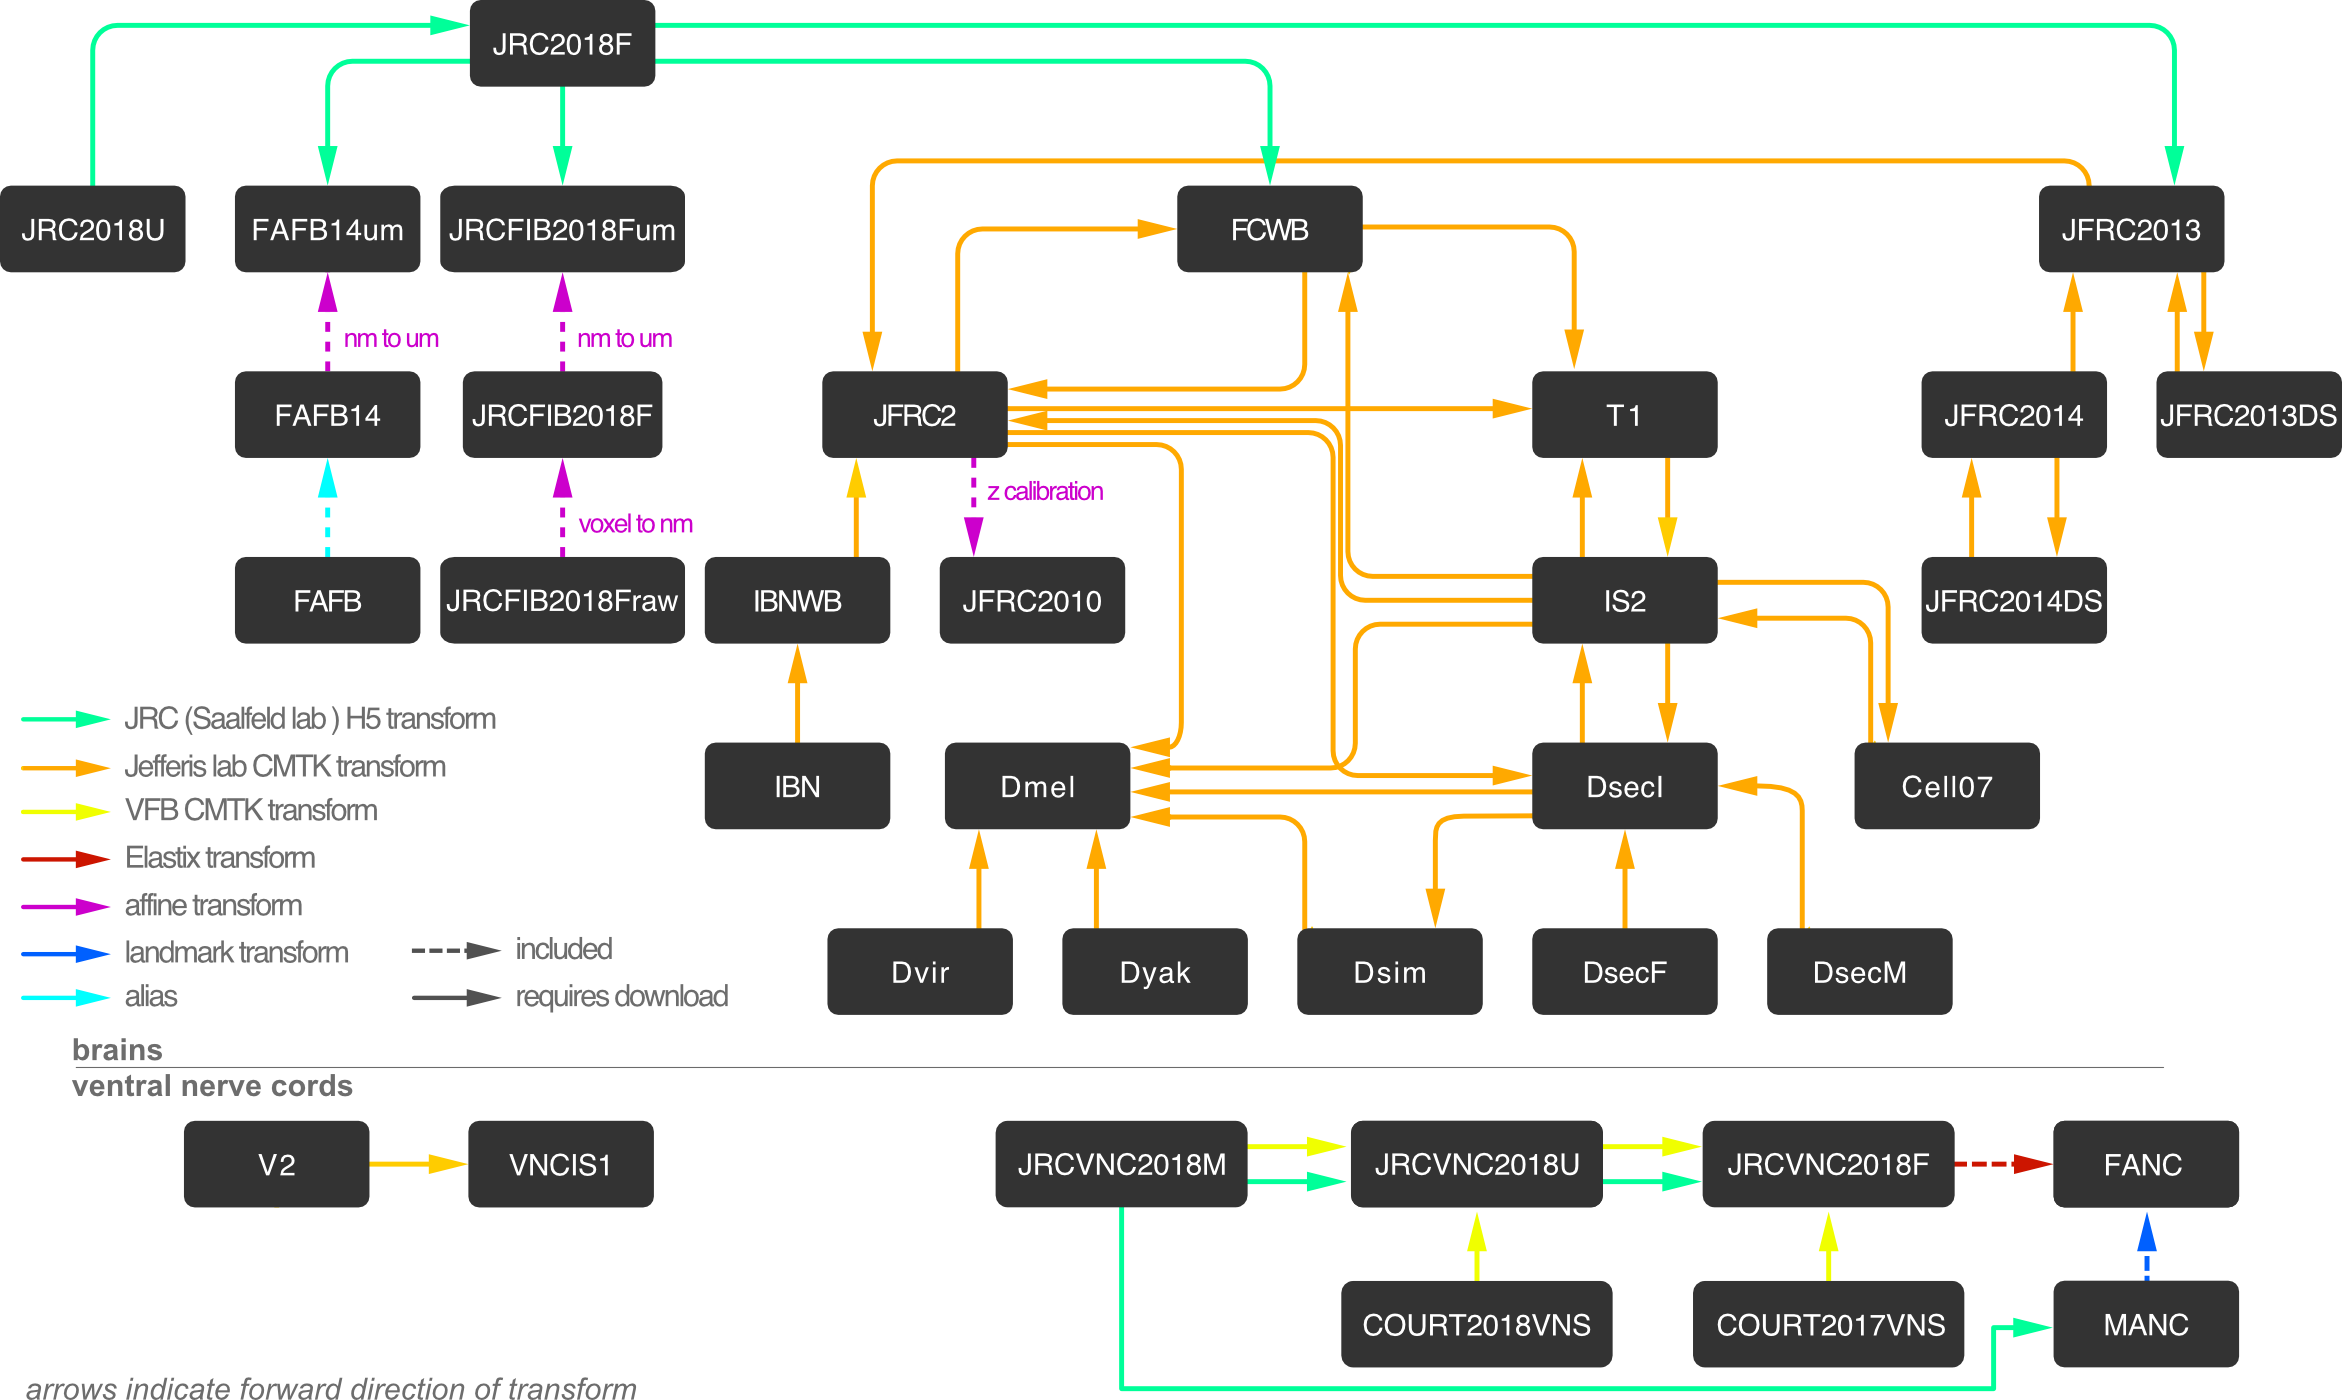 JRC2018F
JRC2018U
FAFB14um
JRCFIB2018Fum
FCWB
JFRC2013
nm to um
nm to um
FAFB14
JRCFIB2018F
JFRC2
T1
JFRC2014
JFRC2013DS
z calibration
voxel to nm
FAFB
JRCFIB2018Fraw
IBNWB
JFRC2010
IS2
JFRC2014DS
JRC (Saalfeld lab ) H5 transform
Jefferis lab CMTK transform
VFB CMTK transform
Elastix transform
affine transform
landmark transform
alias
included
requires download
IBN
Dmel
DsecI
Cell07
Dvir
Dyak
Dsim
DsecF
DsecM
brains
ventral nerve cords
V2
VNCIS1
JRCVNC2018M
JRCVNC2018U
JRCVNC2018F
FANC
COURT2018VNS
COURT2017VNS
MANC
arrows indicate forward direction of transform